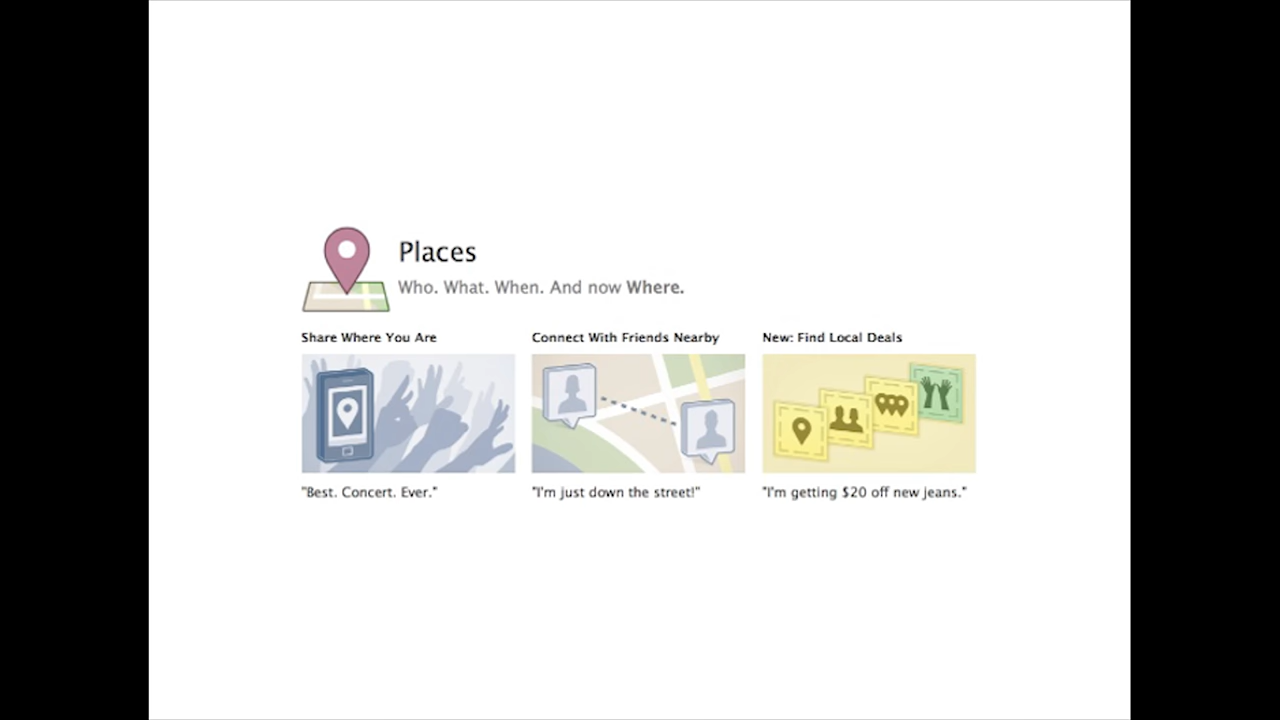 Places
Who. What. When. And now Where.
Share Where You Are
Connect With Friends Nearby
New: Find Local Deals
"Best. Concert. Ever."
"I'm just down the street!"
"I'm getting $20 off new jeans."